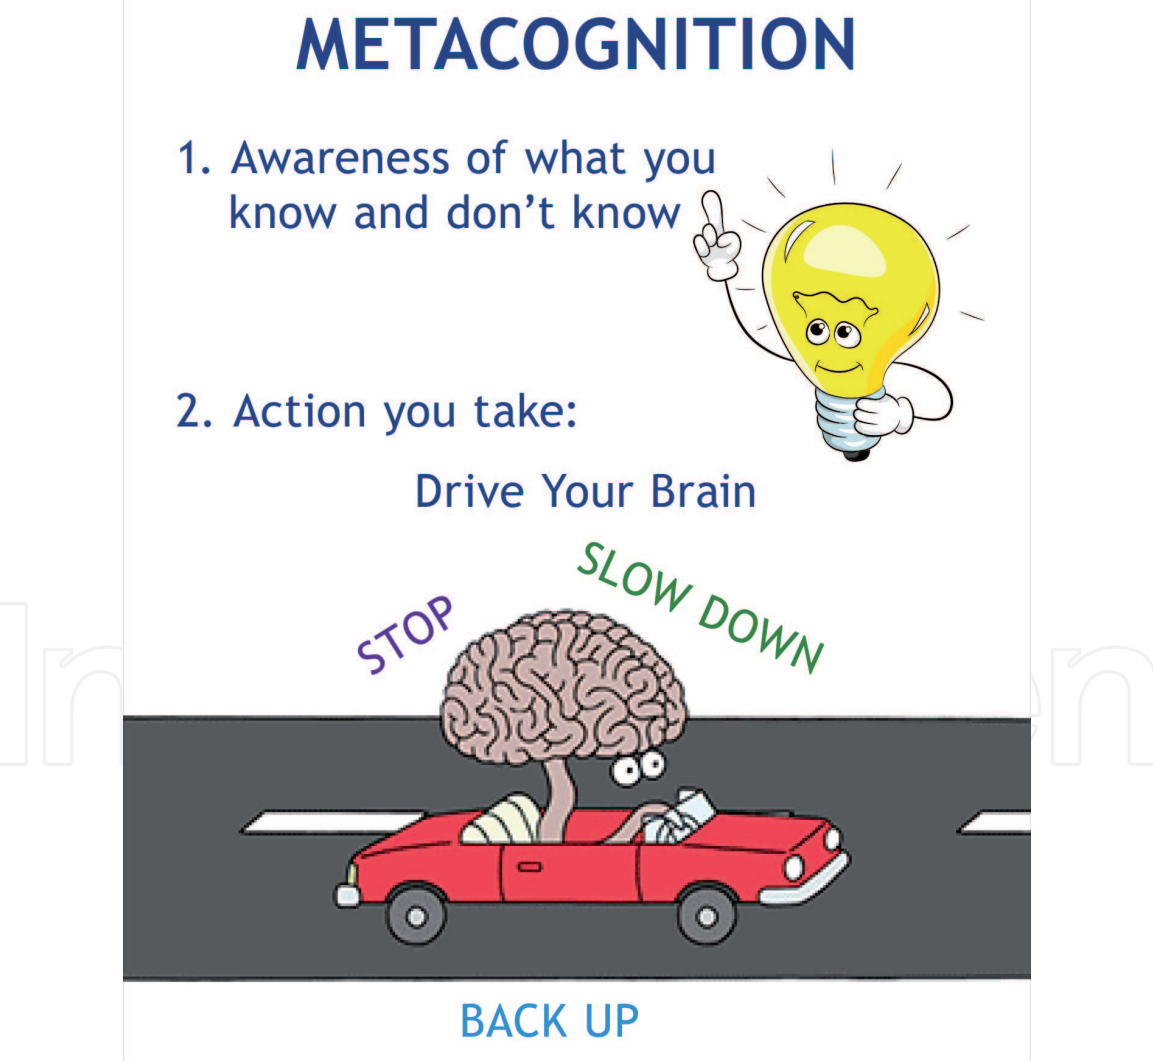 METACOGNITION
1. Awareness of what you
know and don't know
2. Action you take:
Drive Your Brain
SLOW DOWN
STOP
BACK UP